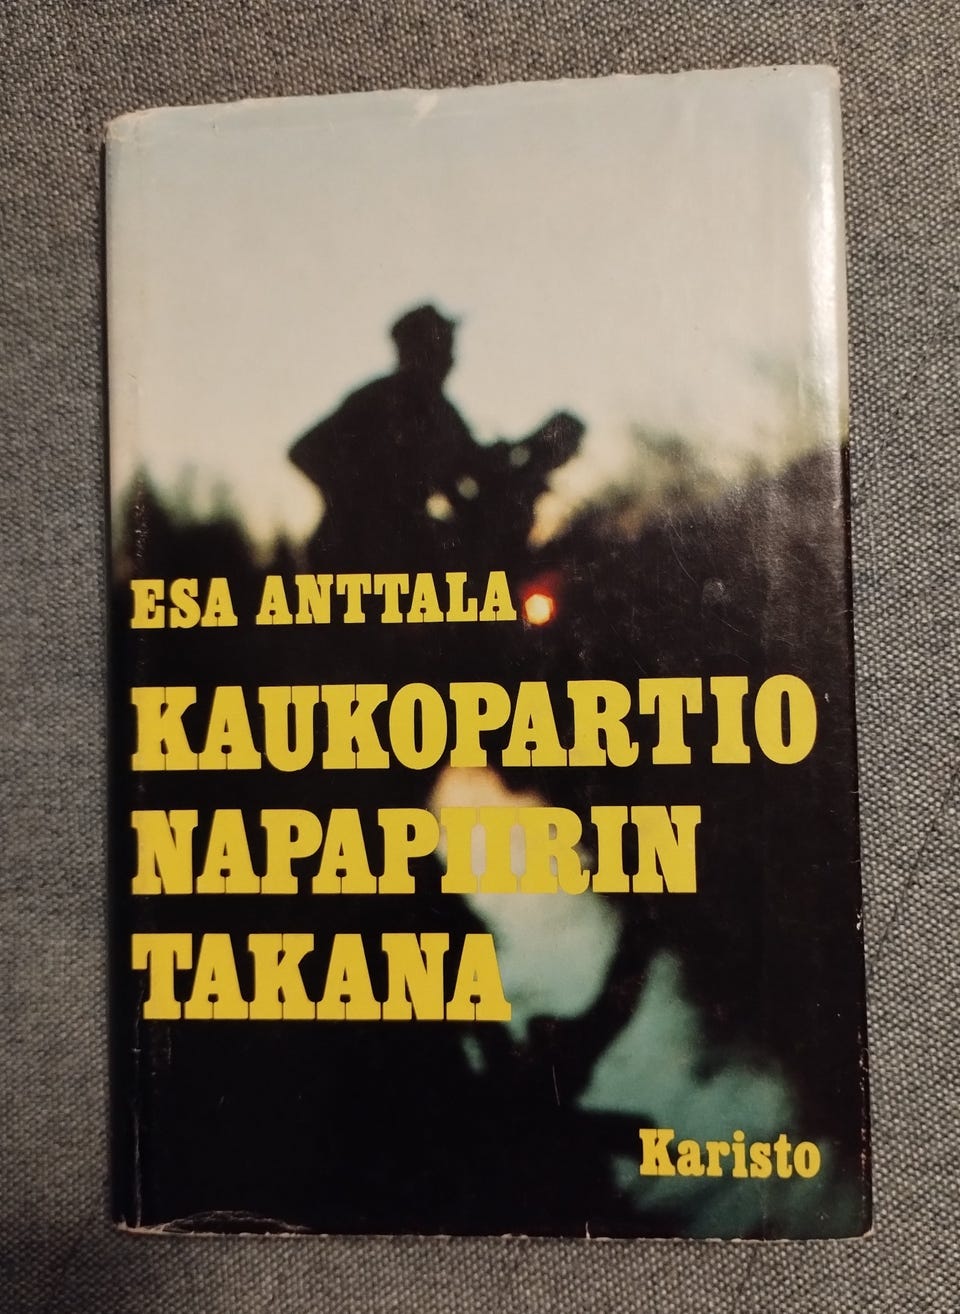 ESA ANTTALA
KAUKOPARTIO
NAPAPIIRIN
TAKANA
Karisto